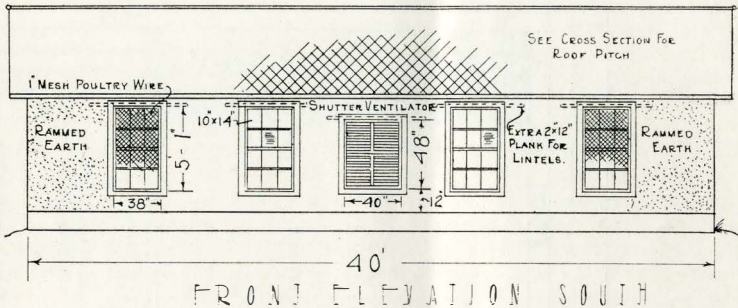 SEE CROSS SECTION FOR
ROOF PITCH
1" MESH POULTRY WIRE
SHUTTER VENTILATOR
10"x14"
RAMMED
EARTH
5'-1"
48"
EXTRA 2"x12"
PLANK FOR
LINTELS.
RAMMED
EARTH
38"
40"
12"
40'
FRONT ELEVATION SOUTH